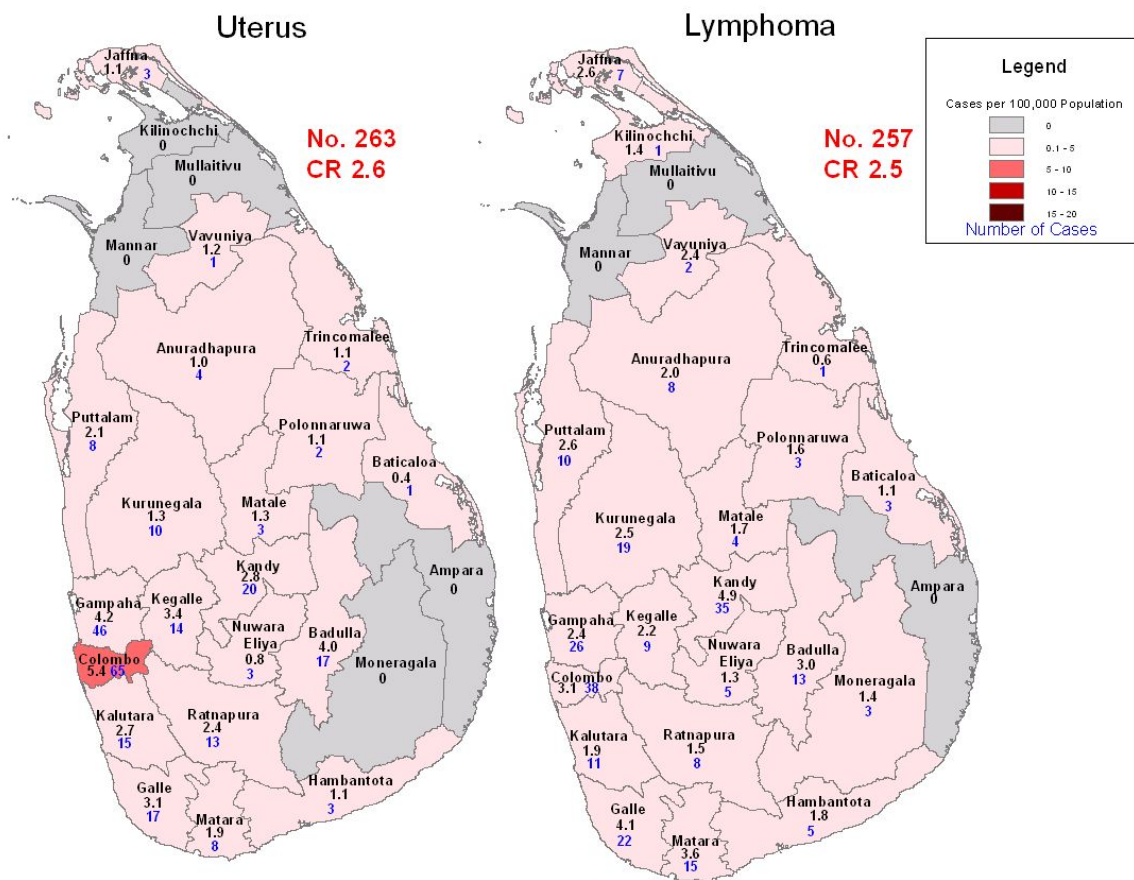 Uterus
Jaffna
1.1
3
Kilinochchi
0
No. 263
CR 2.6
Mullaitivu
0
Mannar
0
Vavuniya
1.2
1
Anuradhapura
1.0
4
Trincomalee
1.1
2
Puttalam
2.1
8
Polonnaruwa
1.1
2
Baticaloa
0.4
1
Kurunegala
1.3
10
Matale
1.3
3
Kandy
2.8
20
Ampara
0
Gampaha
4.2
46
Kegalle
3.4
14
Nuwara
Eliya
0.8
3
Badulla
4.0
17
Moneragala
0
Colombo
5.4 65
Kalutara
2.7
15
Ratnapura
2.4
13
Galle
3.1
17
Matara
1.9
8
Hambantota
1.1
3
Lymphoma
Jaffna
2.6
7
Kilinochchi
1.4 1
No. 257
CR 2.5
Mullaitivu
0
Mannar
0
Vavuniya
2.4
2
Anuradhapura
2.0
8
Trincomalee
0.6
1
Puttalam
2.6
10
Polonnaruwa
1.6
3
Baticaloa
1.1
3
Kurunegala
2.5
19
Matale
1.7
4
Kandy
4.9
35
Ampara
0
Gampaha
2.4
26
Kegalle
2.2
9
Nuwara
Eliya
1.3
5
Badulla
3.0
13
Moneragala
1.4
3
Colombo
3.1 38
Kalutara
1.9
11
Ratnapura
1.5
8
Galle
4.1
22
Matara
3.6
15
Hambantota
1.8
5
Legend
Cases per 100,000 Population
0
0.1 - 5
5 - 10
10 - 15
15 - 20
Number of Cases